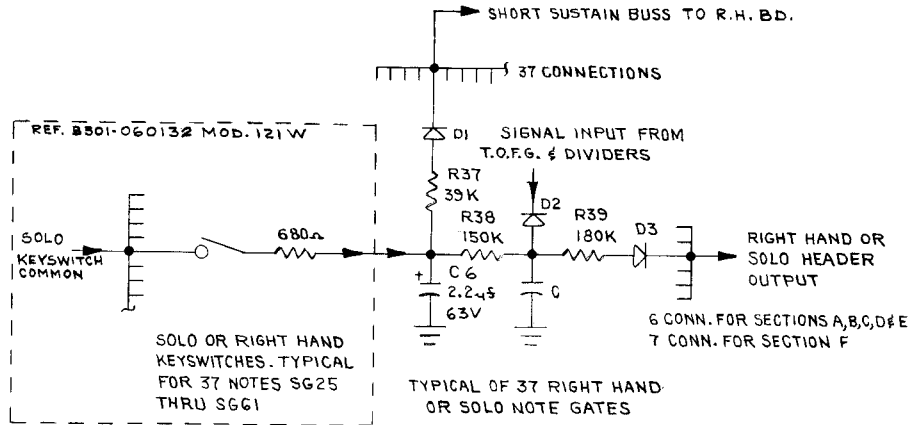 SHORT SUSTAIN BUSS TO R.H. BD.
37 CONNECTIONS
REF. 8301-060132 MOD. 121W
D1
SIGNAL INPUT FROM
T.O.F.G. & DIVIDERS
R37
39K
D2
R38
150K
R39
180K
D3
680Ω
SOLO
KEYSWITCH
COMMON
RIGHT HAND OR
SOLO HEADER
OUTPUT
+
C6
2.2µf
63V
C
6 CONN. FOR SECTIONS A,B,C,D&E
7 CONN. FOR SECTION F
SOLO OR RIGHT HAND
KEYSWITCHES. TYPICAL
FOR 37 NOTES SG25
THRU SG61
TYPICAL OF 37 RIGHT HAND
OR SOLO NOTE GATES